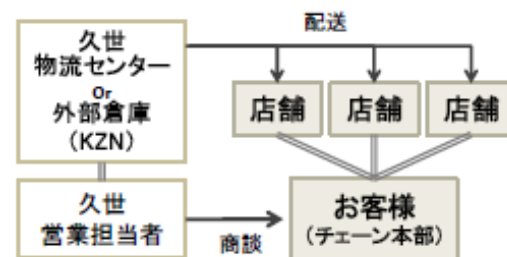 久世
物流センター
Or
外部倉庫
（KZN）
配送
店舗
店舗
店舗
久世
営業担当者
商談
お客様
（チェーン本部）